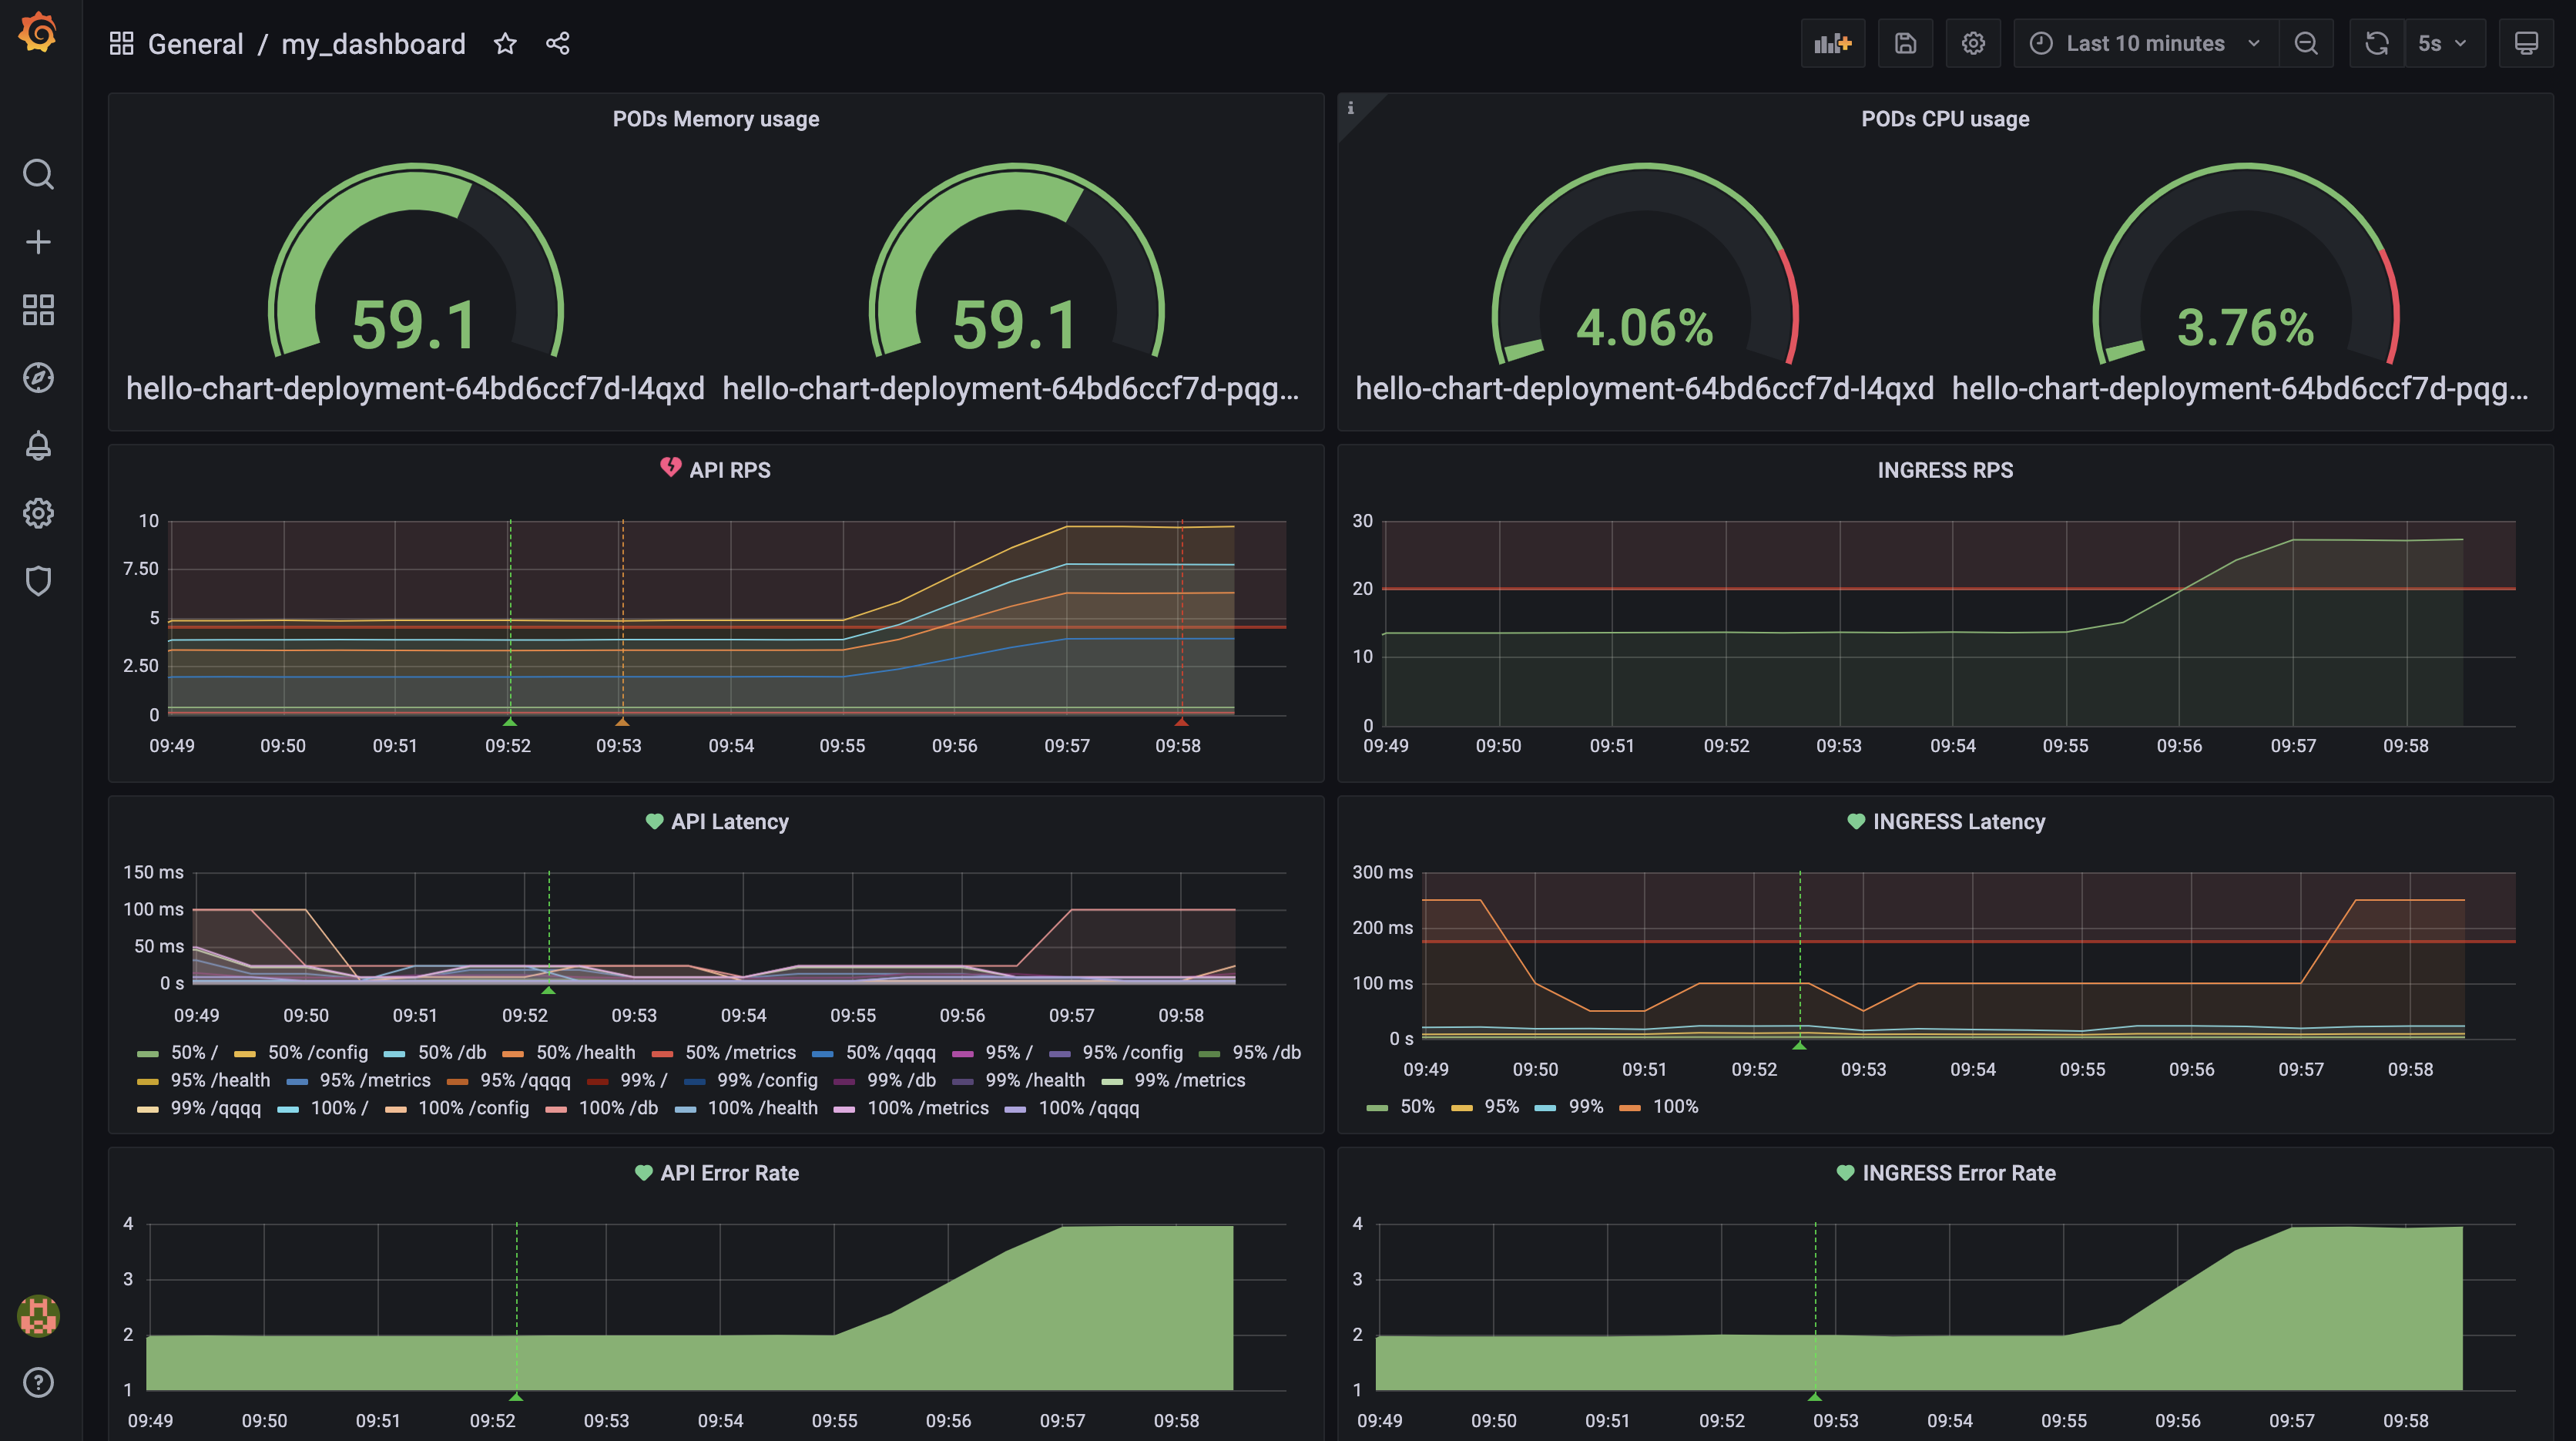 General / my_dashboard
Last 10 minutes
5s
PODs Memory usage
59.1
59.1
hello-chart-deployment-64bd6ccf7d-l4qxd hello-chart-deployment-64bd6ccf7d-pqg...
i
PODs CPU usage
4.06%
3.76%
hello-chart-deployment-64bd6ccf7d-l4qxd hello-chart-deployment-64bd6ccf7d-pqg...
API RPS
10
7.50
5
2.50
0
09:49 09:50 09:51 09:52 09:53 09:54 09:55 09:56 09:57 09:58
INGRESS RPS
30
20
10
0
09:49 09:50 09:51 09:52 09:53 09:54 09:55 09:56 09:57 09:58
API Latency
150 ms
100 ms
50 ms
0 s
09:49 09:50 09:51 09:52 09:53 09:54 09:55 09:56 09:57 09:58
50% / 50% /config 50% /db 50% /health 50% /metrics 50% /qqqq 95% / 95% /config 95% /db
95% /health 95% /metrics 95% /qqqq 99% / 99% /config 99% /db 99% /health 99% /metrics
99% /qqqq 100% / 100% /config 100% /db 100% /health 100% /metrics 100% /qqqq
INGRESS Latency
300 ms
200 ms
100 ms
0 s
09:49 09:50 09:51 09:52 09:53 09:54 09:55 09:56 09:57 09:58
50% 95% 99% 100%
API Error Rate
4
3
2
1
09:49 09:50 09:51 09:52 09:53 09:54 09:55 09:56 09:57 09:58
INGRESS Error Rate
4
3
2
1
09:49 09:50 09:51 09:52 09:53 09:54 09:55 09:56 09:57 09:58